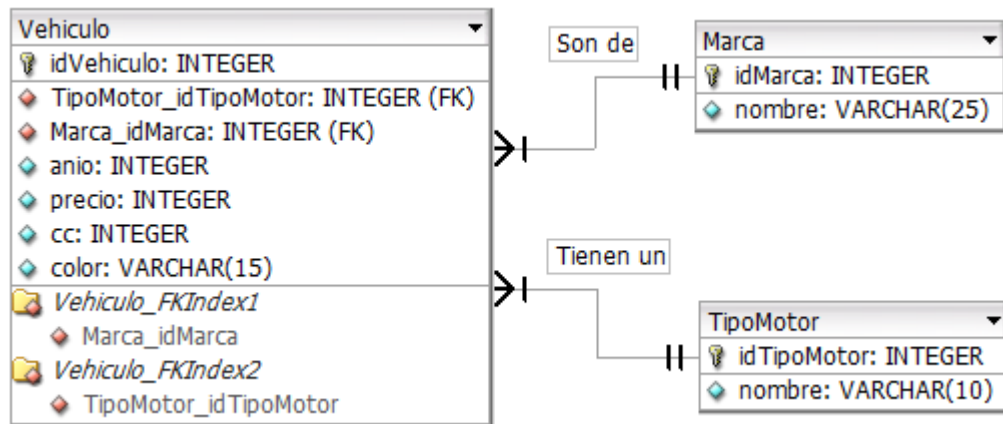 Vehiculo
idVehiculo: INTEGER
TipoMotor_idTipoMotor: INTEGER (FK)
Marca_idMarca: INTEGER (FK)
anio: INTEGER
precio: INTEGER
cc: INTEGER
color: VARCHAR(15)
Vehiculo_FKIndex1
Marca_idMarca
Vehiculo_FKIndex2
TipoMotor_idTipoMotor
Son de
Marca
idMarca: INTEGER
nombre: VARCHAR(25)
Tienen un
TipoMotor
idTipoMotor: INTEGER
nombre: VARCHAR(10)